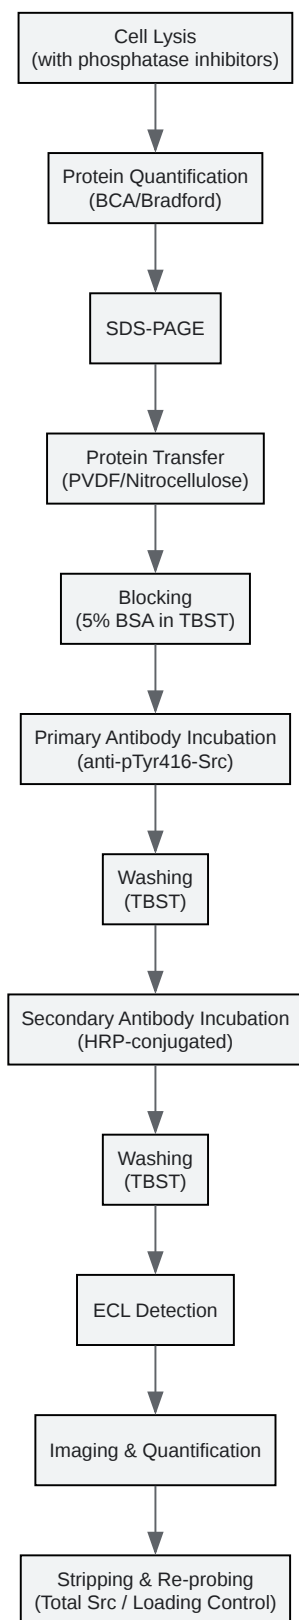 Cell Lysis
(with phosphatase inhibitors)
Protein Quantification
(BCA/Bradford)
SDS-PAGE
Protein Transfer
(PVDF/Nitrocellulose)
Blocking
(5% BSA in TBST)
Primary Antibody Incubation
(anti-pTyr416-Src)
Washing
(TBST)
Secondary Antibody Incubation
(HRP-conjugated)
Washing
(TBST)
ECL Detection
Imaging & Quantification
Stripping & Re-probing
(Total Src / Loading Control)